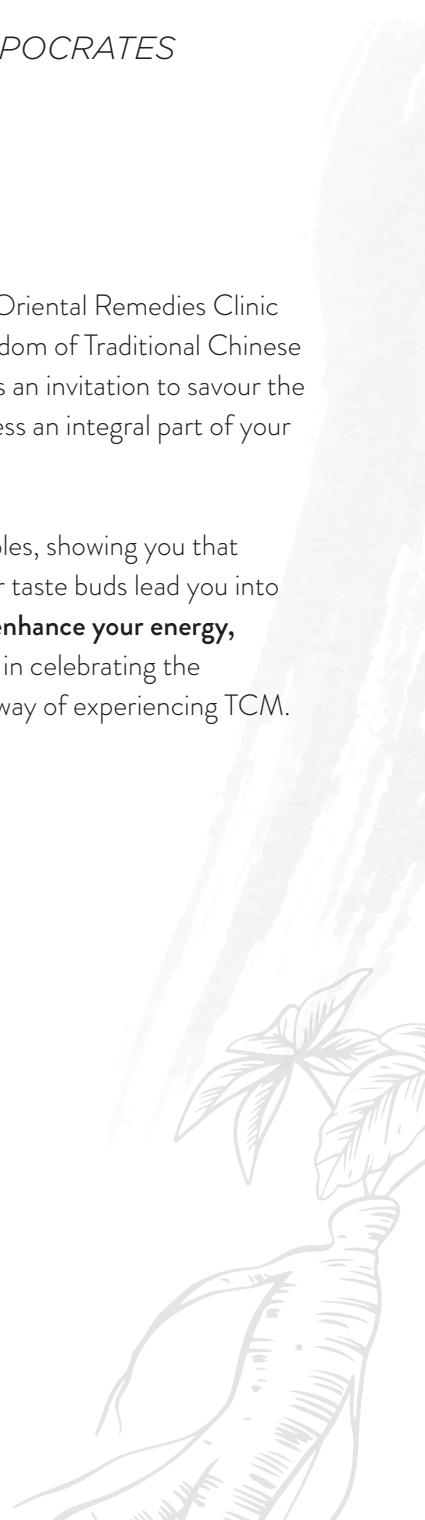 POCRATES
Oriental Remedies Clinic
dom of Traditional Chinese
s an invitation to savour the
ess an integral part of your
les, showing you that
r taste buds lead you into
enhance your energy,
in celebrating the
way of experiencing TCM.